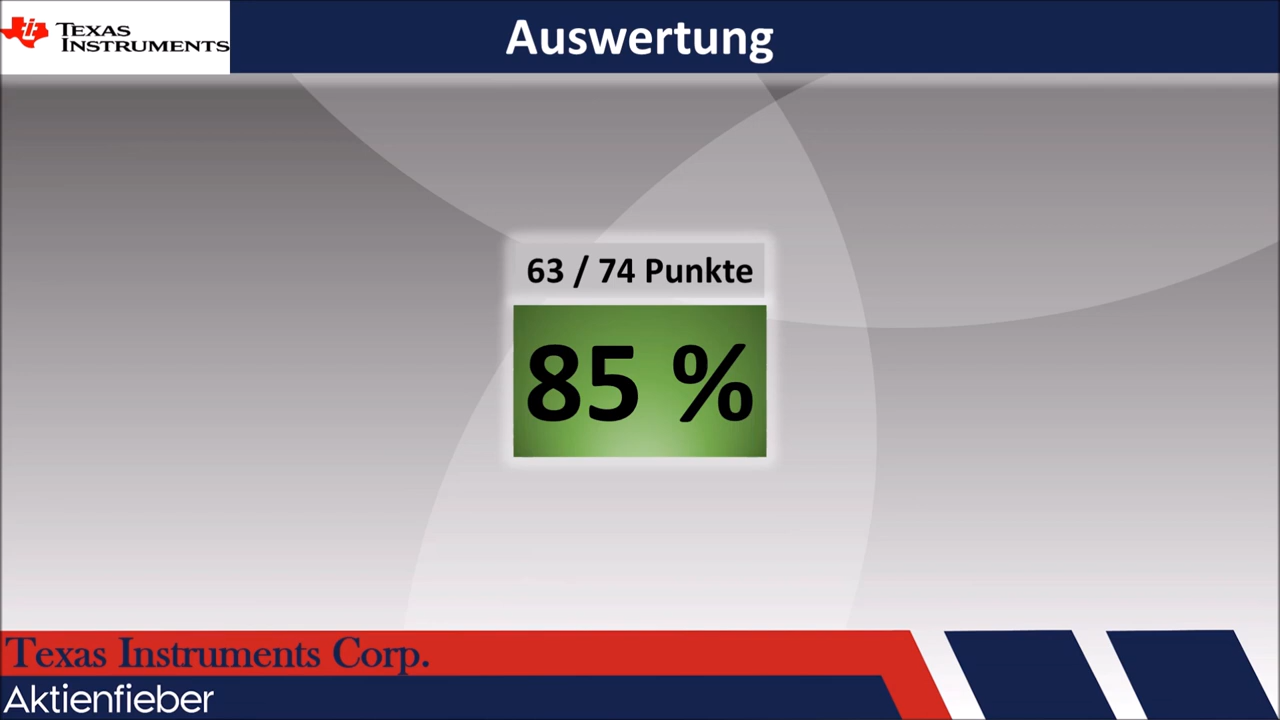 TEXAS
INSTRUMENTS
Auswertung
63 / 74 Punkte
85 %
Texas Instruments Corp.
Aktienfieber